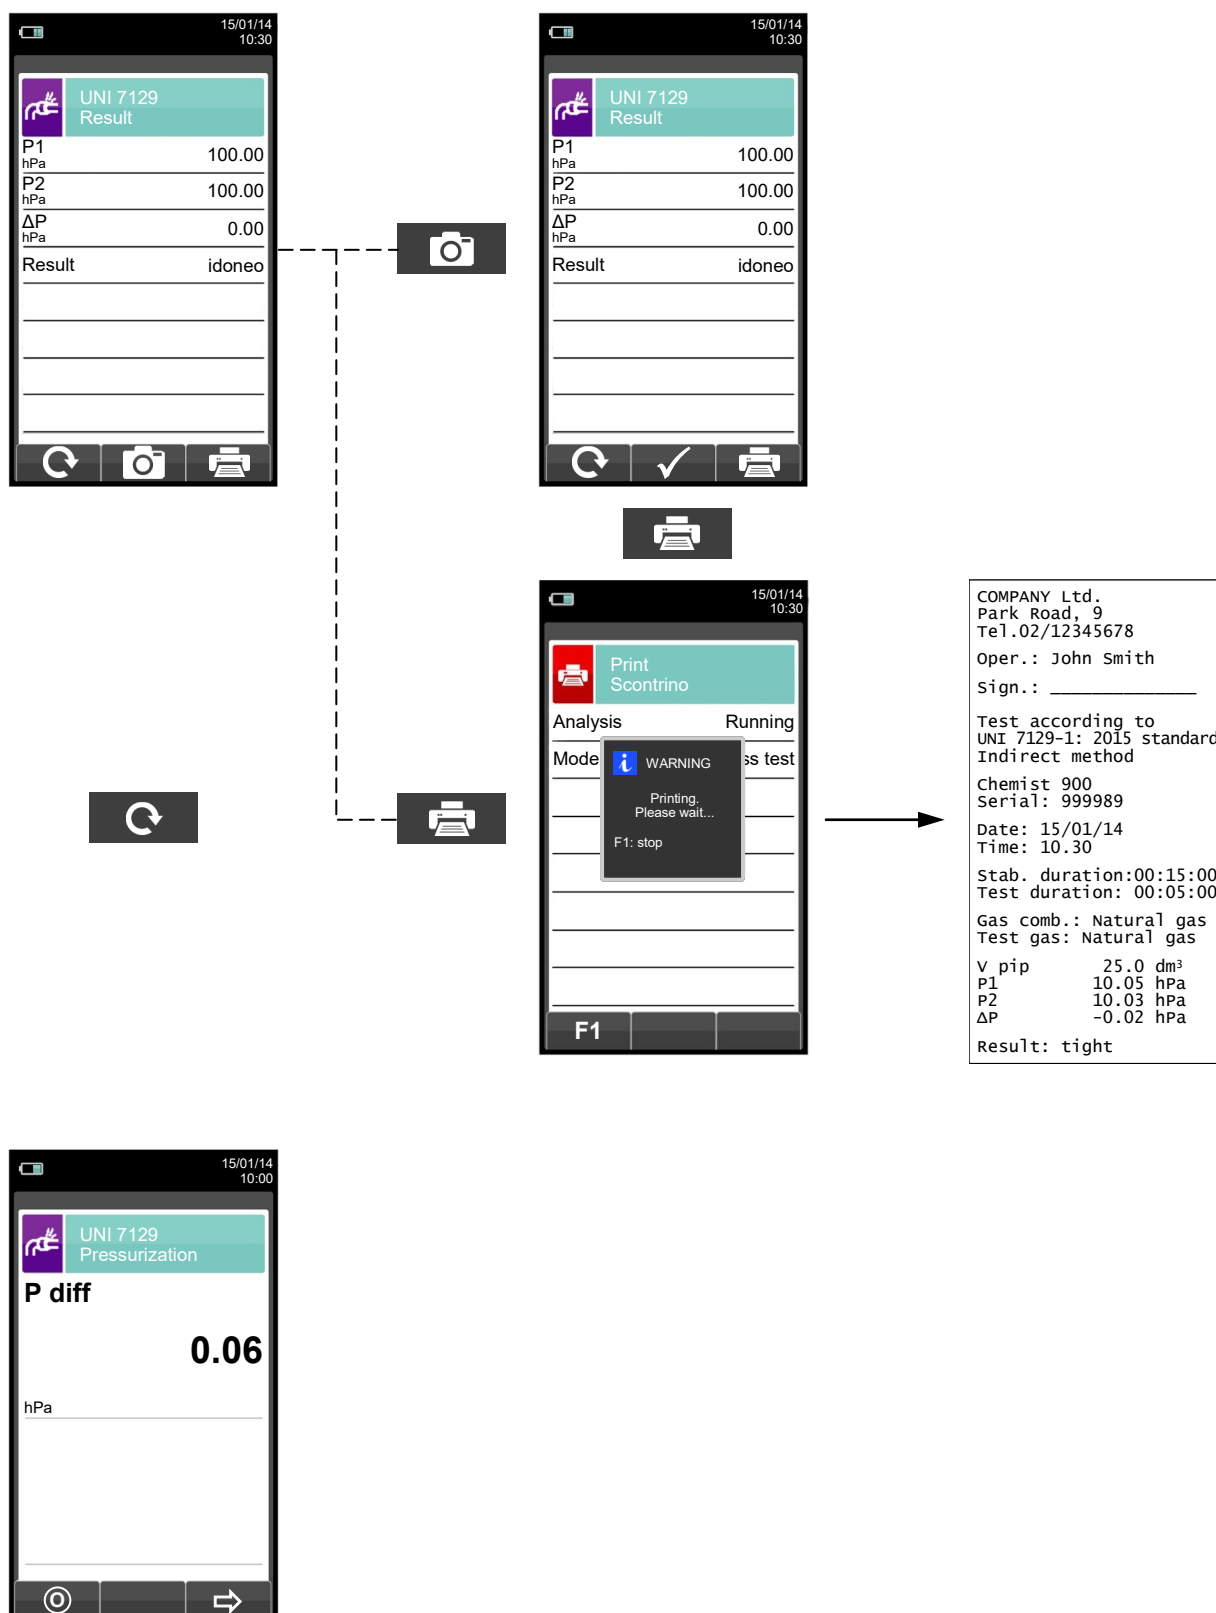 15/01/14
10:30
UNI 7129
Result
P1
hPa
100.00
P2
hPa
100.00
ΔP
hPa
0.00
Result idoneo
15/01/14
10:30
UNI 7129
Result
P1
hPa
100.00
P2
hPa
100.00
ΔP
hPa
0.00
Result idoneo
15/01/14
10:30
Print
Scontrino
Analysis Running
Mode ss test
i WARNING
Printing.
Please wait...
F1: stop
F1
COMPANY Ltd.
Park Road, 9
Tel.02/12345678
Oper.: John Smith
Sign.: ______________
Test according to
UNI 7129-1: 2015 standard
Indirect method
Chemist 900
Serial: 999989
Date: 15/01/14
Time: 10.30
Stab. duration:00:15:00
Test duration: 00:05:00
Gas comb.: Natural gas
Test gas: Natural gas
V pip 25.0 dm³
P1 10.05 hPa
P2 10.03 hPa
ΔP -0.02 hPa
Result: tight
15/01/14
10:00
UNI 7129
Pressurization
P diff
0.06
hPa